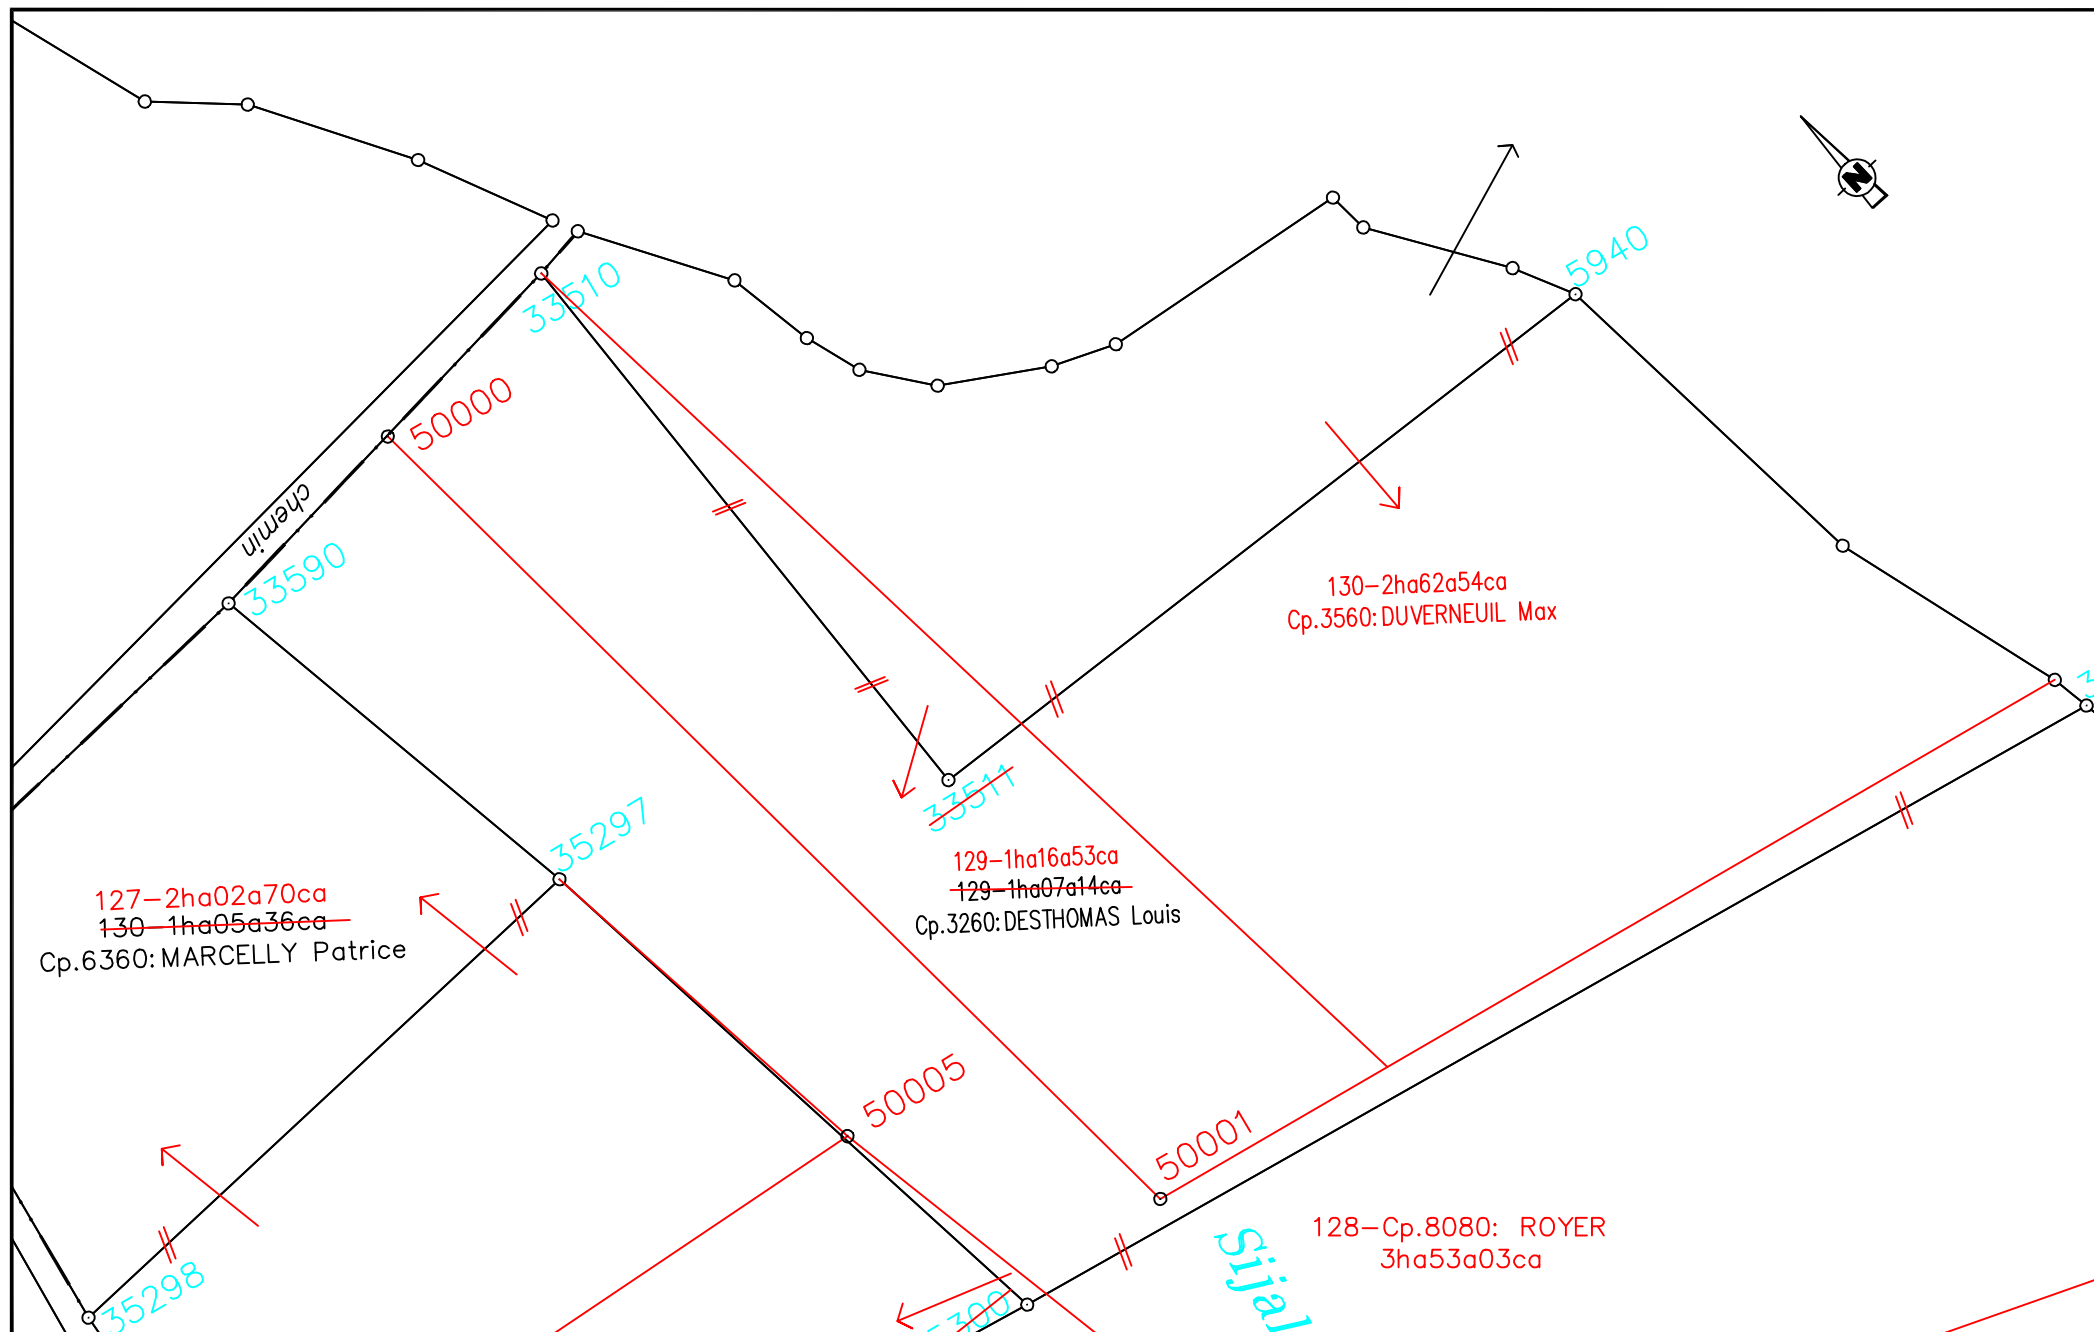 N
5940
33510
50000
chemin
33590
130-2ha62a54ca
Cp.3560: DUVERNEUIL Max
33511
35297
129-1ha16a53ca
129-1ha07a14ca
Cp.3260: DESTHOMAS Louis
127-2ha02a70ca
130-1ha05a36ca
Cp.6360: MARCELLY Patrice
50005
50001
128-Cp.8080: ROYER
3ha53a03ca
Sijal
35298